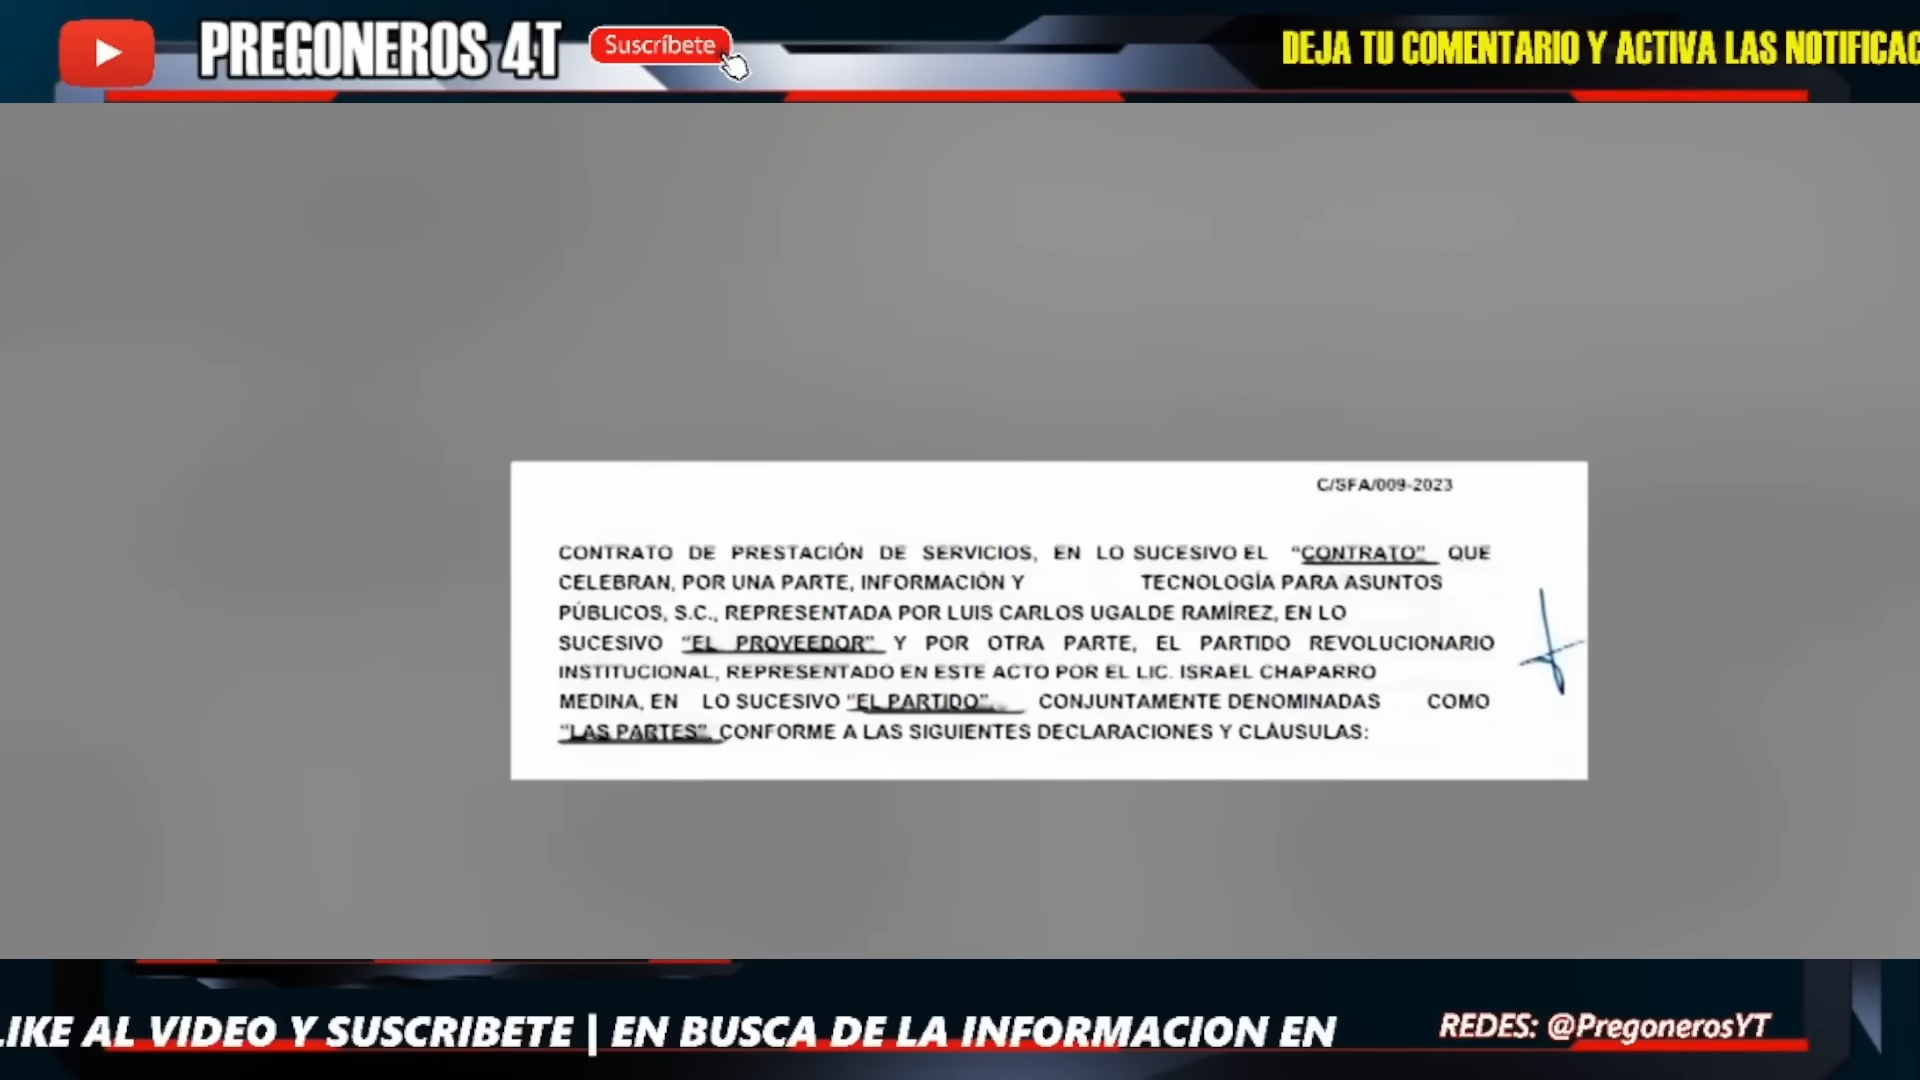 PREGONEROS 4T
Suscríbete
DEJA TU COMENTARIO Y ACTIVA LAS NOTIFICAC
C/SFA/009-2023
CONTRATO DE PRESTACIÓN DE SERVICIOS, EN LO SUCESIVO EL "CONTRATO" QUE
CELEBRAN, POR UNA PARTE, INFORMACIÓN Y TECNOLOGÍA PARA ASUNTOS
PÚBLICOS, S.C., REPRESENTADA POR LUIS CARLOS UGALDE RAMÍREZ, EN LO
SUCESIVO "EL PROVEEDOR" Y POR OTRA PARTE, EL PARTIDO REVOLUCIONARIO
INSTITUCIONAL, REPRESENTADO EN ESTE ACTO POR EL LIC. ISRAEL CHAPARRO
MEDINA, EN LO SUCESIVO "EL PARTIDO". CONJUNTAMENTE DENOMINADAS COMO
"LAS PARTES", CONFORME A LAS SIGUIENTES DECLARACIONES Y CLÁUSULAS:
LIKE AL VIDEO Y SUSCRIBETE | EN BUSCA DE LA INFORMACION EN
REDES: @PregonerosYT